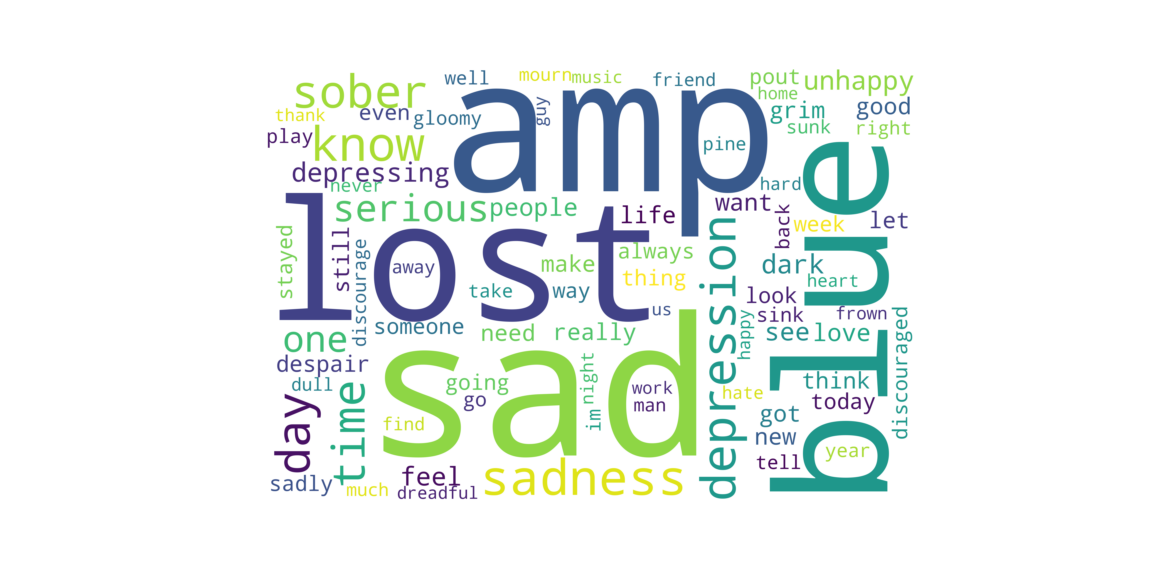 well
mourn
music
friend
pout
unhappy
sober
amp
home
thank
even
gloomy
guy
grim
good
sunk
right
play
know
pine
blue
depressing
never
hard
lost
serious
people
life
want
back
week
let
stayed
still
discourage
away
always
depression
dark
make
thing
heart
take
way
look
us
sink
frown
someone
one
need
really
sad
happy
see
love
discouraged
despair
dull
going
go
night
im
work
man
hate
think
today
day
time
find
got
new
year
tell
sadly
much
feel
dreadful
sadness